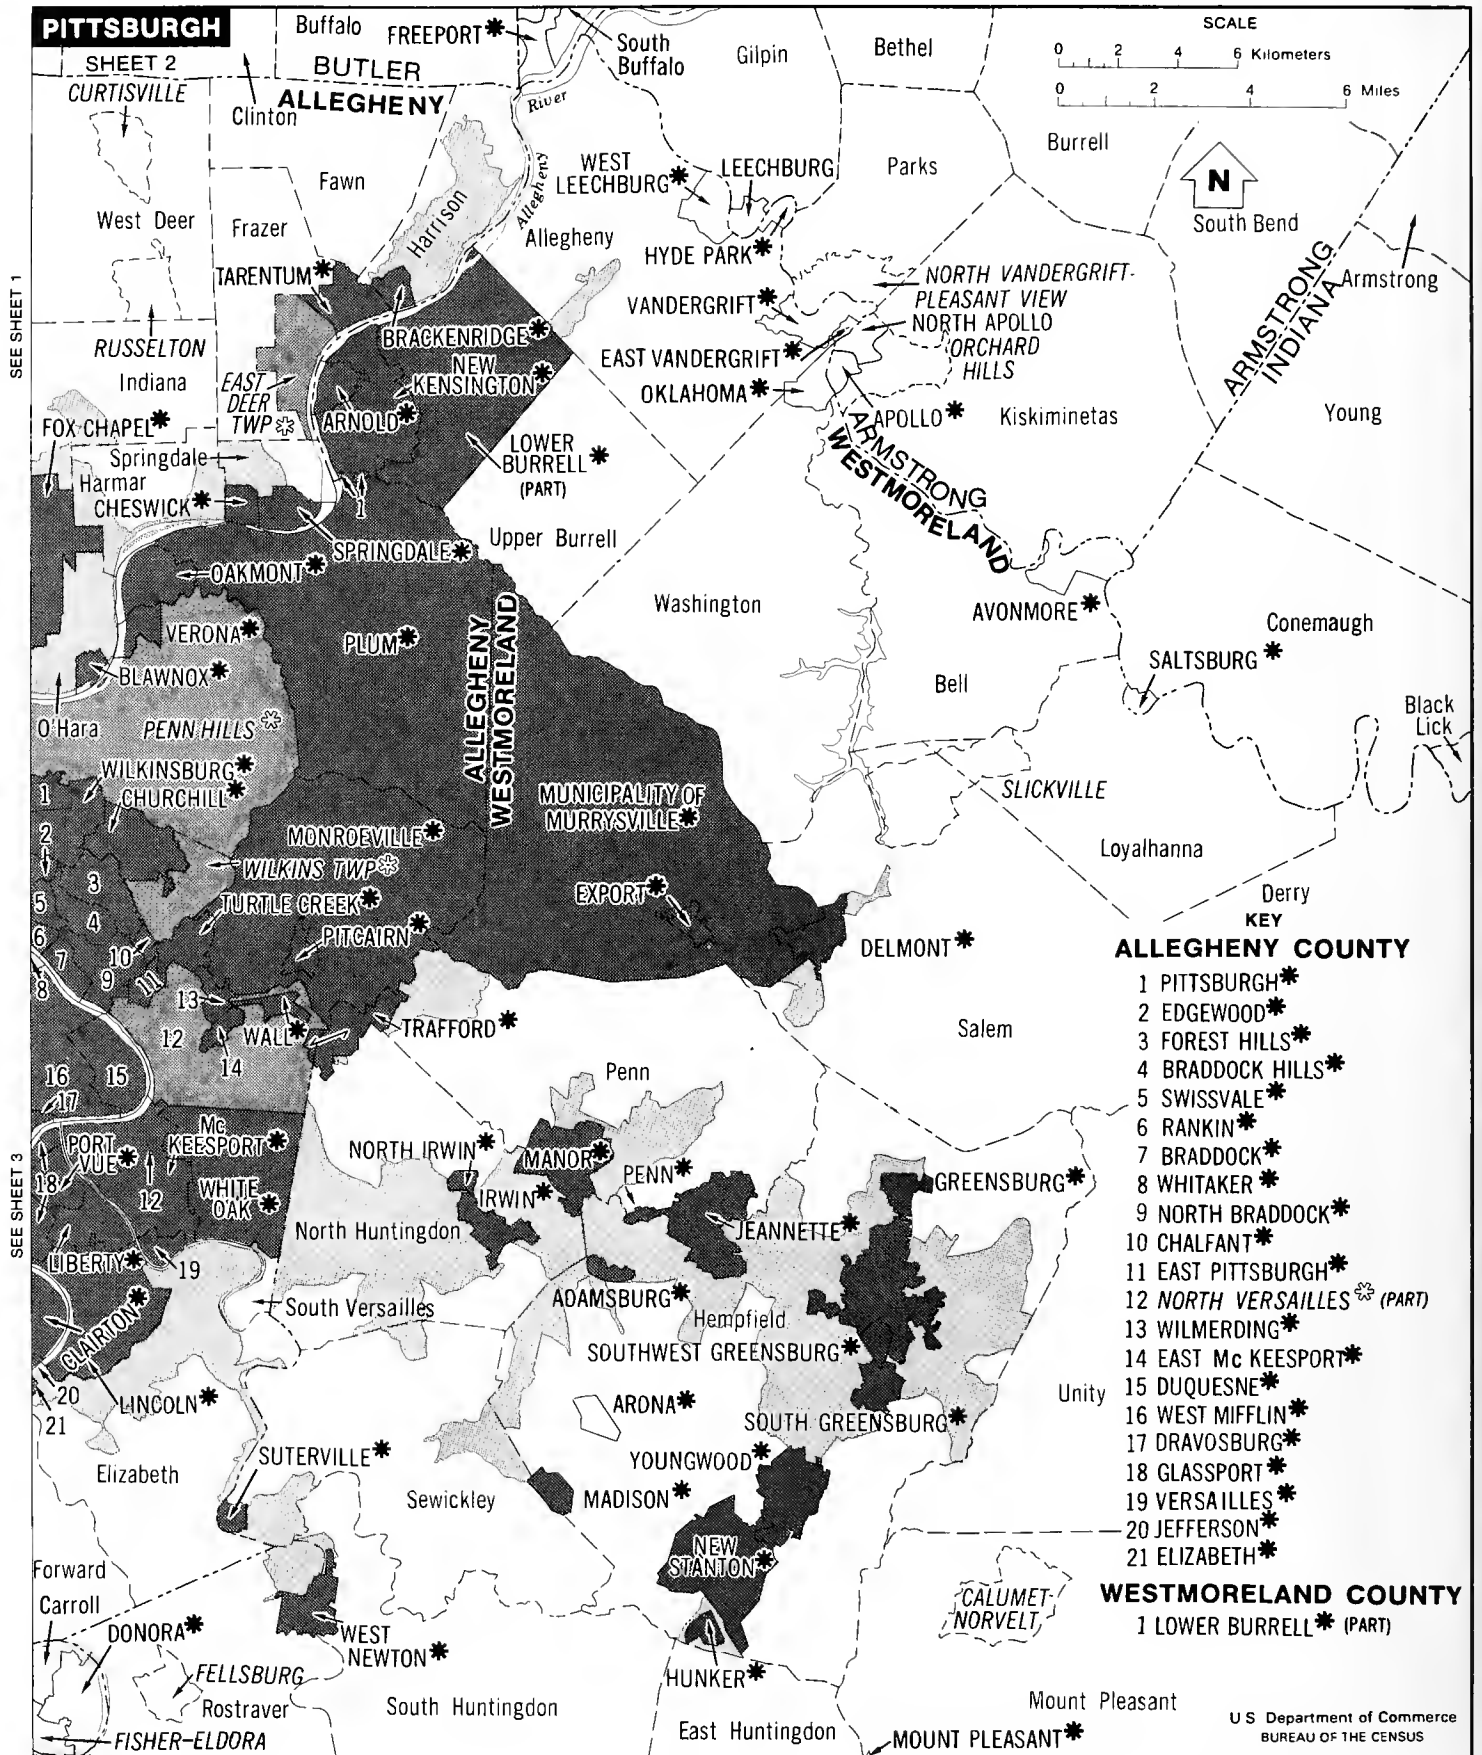 PITTSBURGH
SHEET 2
Buffalo
FREEPORT*
South
Buffalo
BUTLER
ALLEGHENY
Gilpin
Bethel
SCALE
0 2 4 6 Kilometers
0 2 4 6 Miles
CURTISVILLE
Clinton
River
Allegheny
Burrell
Fawn
WEST
LEECHBURG*
LEECHBURG
Parks
N
South Bend
West Deer
Frazer
Harrison
Allegheny
HYDE PARK*
ARMSTRONG
INDIANA
Armstrong
TARENTUM*
SEE SHEET 1
NORTH VANDERGRIFT-
PLEASANT VIEW
VANDERGRIFT*
NORTH APOLLO
BRACKENRIDGE*
RUSSELTON
EAST VANDERGRIFT*
ORCHARD
HILLS
NEW
KENSINGTON*
Indiana
EAST
DEER
TWP*
OKLAHOMA*
ARNOLD*
APOLLO*
Kiskiminetas
Young
FOX CHAPEL*
LOWER
BURRELL*
(PART)
Springdale
Harmar
CHESWICK*
1
ARMSTRONG
WESTMORELAND
SPRINGDALE*
Upper Burrell
OAKMONT*
Washington
AVONMORE*
Conemaugh
VERONA*
PLUM*
ALLEGHENY
WESTMORELAND
SALTSBURG*
BLAWNOX*
Bell
Black
Lick
O'Hara
PENN HILLS*
WILKINSBURG*
CHURCHILL*
1
2
MUNICIPALITY OF
MURRYSVILLE*
SLICKVILLE
MONROEVILLE*
Loyalhanna
WILKINS TWP*
3
EXPORT*
Derry
5
4
TURTLE CREEK*
6
PITCAIRN*
DELMONT*
10
7
9
11
8
13
12
WALL*
TRAFFORD*
Salem
14
16
15
17
Penn
Mc
KEESPORT*
PORT
VUE*
NORTH IRWIN*
MANOR*
PENN*
18
12
WHITE
OAK*
IRWIN*
GREENSBURG*
SEE SHEET 3
North Huntingdon
JEANNETTE*
LIBERTY*
19
South Versailles
ADAMSBURG*
Hempfield
CLAIRTON*
SOUTHWEST GREENSBURG*
20
21
LINCOLN*
ARONA*
Unity
SOUTH GREENSBURG*
SUTERVILLE*
YOUNGWOOD*
Elizabeth
Sewickley
MADISON*
NEW
STANTON*
Forward
Carroll
CALUMET-
NORVELT
DONORA*
WEST
NEWTON*
FELLSBURG
HUNKER*
Rostraver
South Huntingdon
Mount Pleasant
East Huntingdon
FISHER-ELDORA
MOUNT PLEASANT*
KEY
ALLEGHENY COUNTY
1 PITTSBURGH*
2 EDGEWOOD*
3 FOREST HILLS*
4 BRADDOCK HILLS*
5 SWISSVALE*
6 RANKIN*
7 BRADDOCK*
8 WHITAKER*
9 NORTH BRADDOCK*
10 CHALFANT*
11 EAST PITTSBURGH*
12 NORTH VERSAILLES* (PART)
13 WILMERDING*
14 EAST Mc KEESPORT*
15 DUQUESNE*
16 WEST MIFFLIN*
17 DRAVOSBURG*
18 GLASSPORT*
19 VERSAILLES*
20 JEFFERSON*
21 ELIZABETH*
WESTMORELAND COUNTY
1 LOWER BURRELL* (PART)
U S Department of Commerce
BUREAU OF THE CENSUS